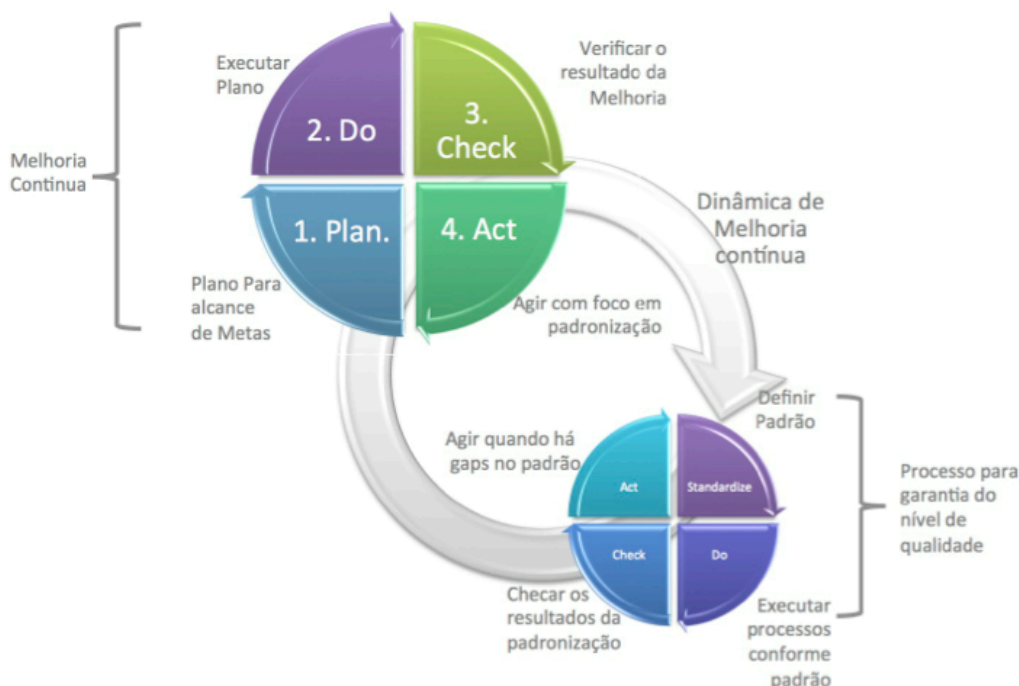 Executar
Plano
Verificar o
resultado da
Melhoria
2. Do
3.
Check
Melhoria
Continua
1. Plan.
4. Act
Dinâmica de
Melhoria
contínua
Plano Para
alcance
de Metas
Agir com foco em
padronização
Definir
Padrão
Agir quando há
gaps no padrão
Act
Standardize
Processo para
garantia do
nível de
qualidade
Check
Do
Checar os
resultados da
padronização
Executar
processos
conforme
padrão